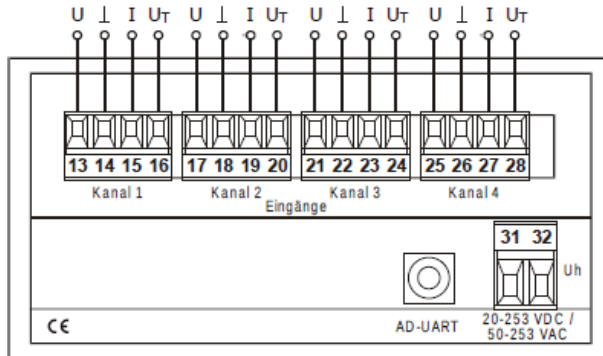 U ⊥ I UT U ⊥ I UT U ⊥ I UT U ⊥ I UT
13 14 15 16 17 18 19 20 21 22 23 24 25 26 27 28
Kanal 1 Kanal 2 Kanal 3 Kanal 4
Eingänge
31 32
Uh
CE AD-UART 20-253 VDC /
50-253 VAC